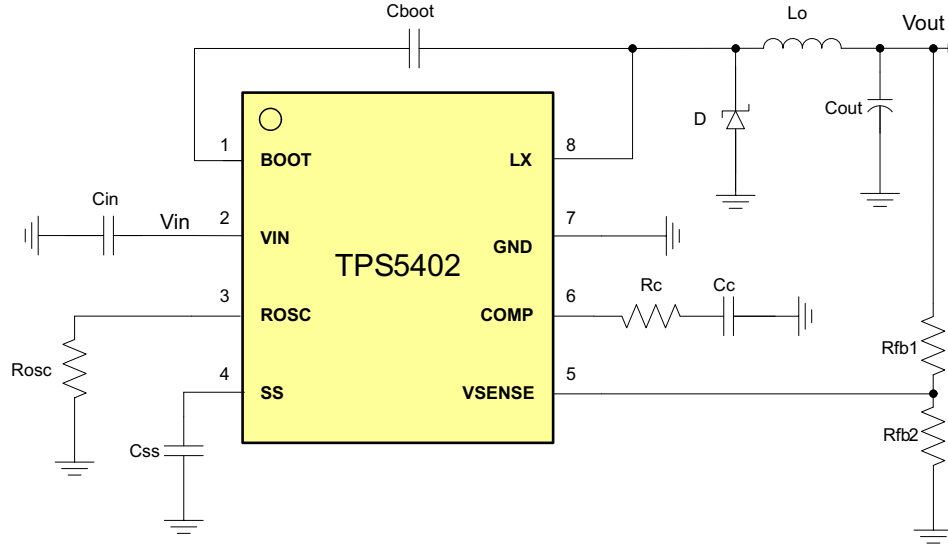 Cboot
Lo
Vout
D
Cout
1
BOOT
LX
8
Cin
Vin
2
VIN
7
GND
TPS5402
3
ROSC
COMP
6
Rc
Cc
Rosc
Rfb1
4
SS
VSENSE
5
Css
Rfb2